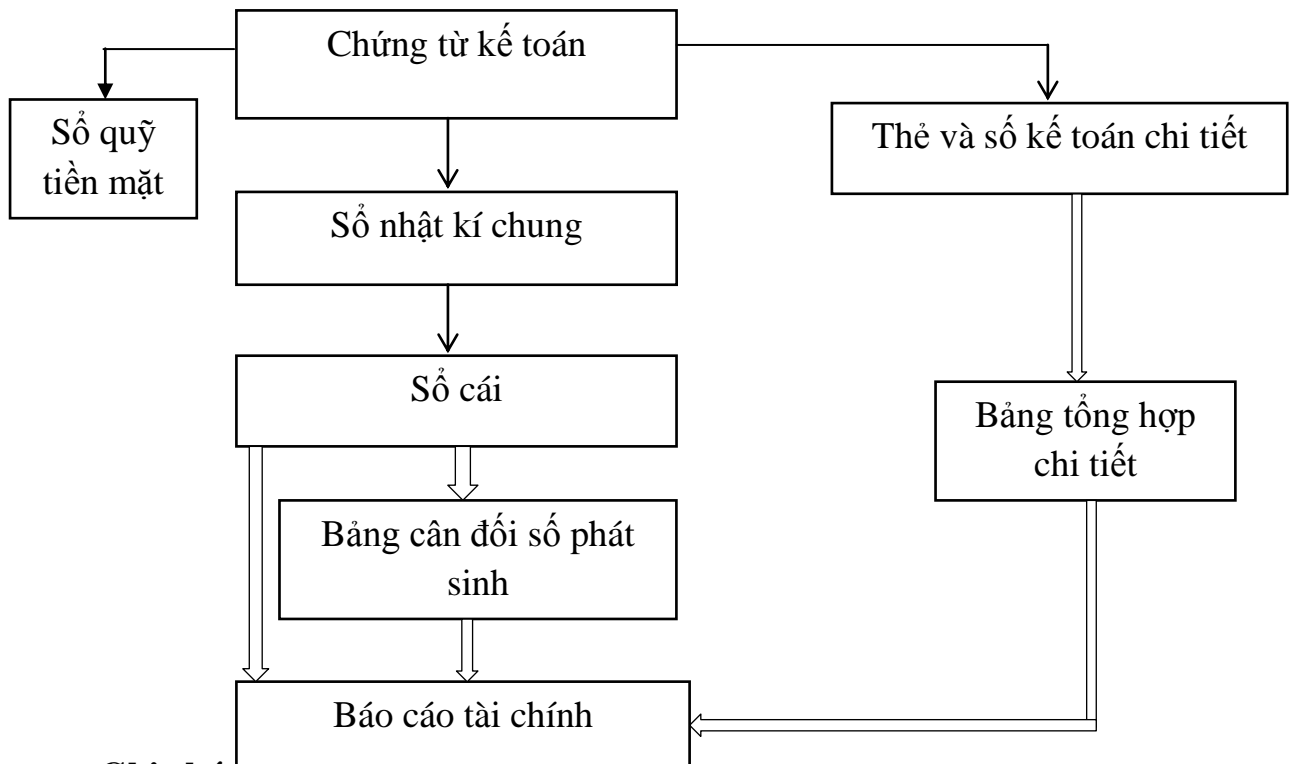 Chứng từ kế toán
Sổ quỹ
tiền mặt
Thẻ và số kế toán chi tiết
Sổ nhật kí chung
Sổ cái
Bảng tổng hợp
chi tiết
Bảng cân đối số phát
sinh
Báo cáo tài chính